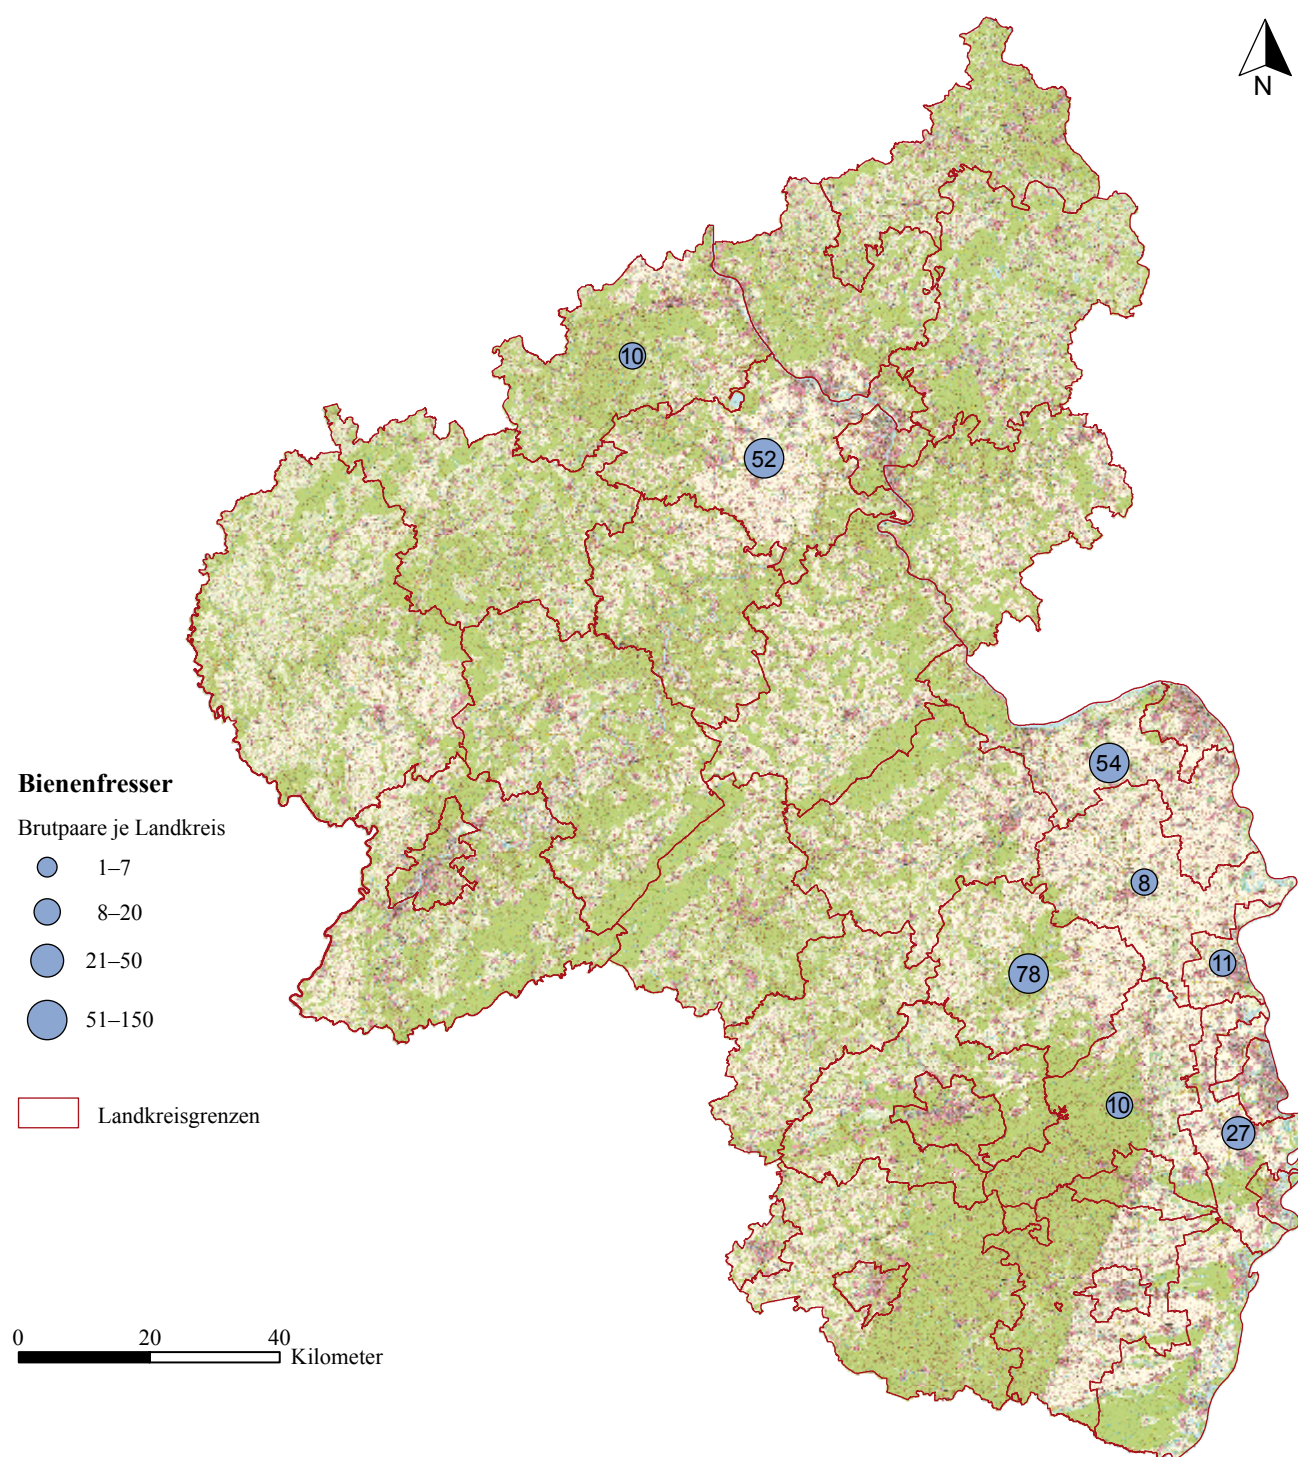 N
10
52
54
8
11
78
10
27
Bienenfresser
Brutpaare je Landkreis
1–7
8–20
21–50
51–150
Landkreisgrenzen
0 20 40
Kilometer